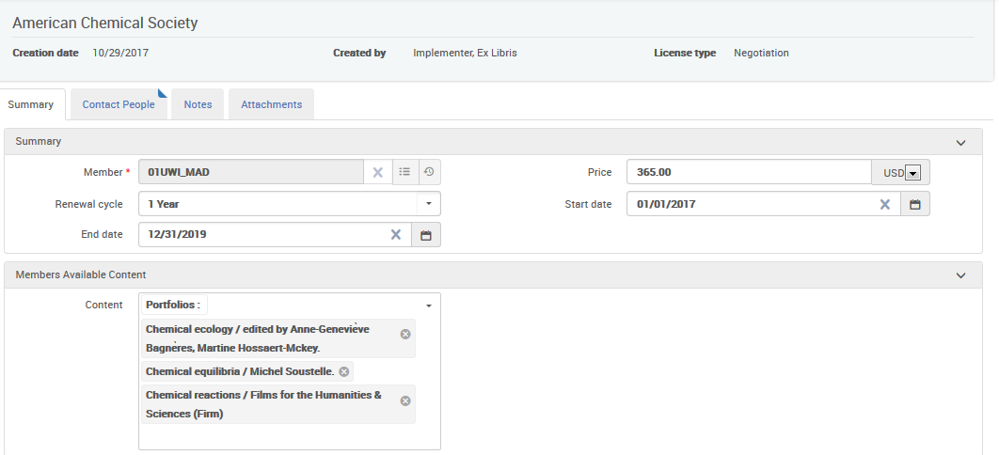 American Chemical Society
Creation date 10/29/2017 Created by Implementer, Ex Libris License type Negotiation
Summary Contact People Notes Attachments
Summary
Member * 01UWI_MAD Price 365.00 USD
Renewal cycle 1 Year Start date 01/01/2017
End date 12/31/2019
Members Available Content
Content Portfolios :
Chemical ecology / edited by Anne-Geneviève
Bagnères, Martine Hossaert-Mckey.
Chemical equilibria / Michel Soustelle.
Chemical reactions / Films for the Humanities &
Sciences (Firm)